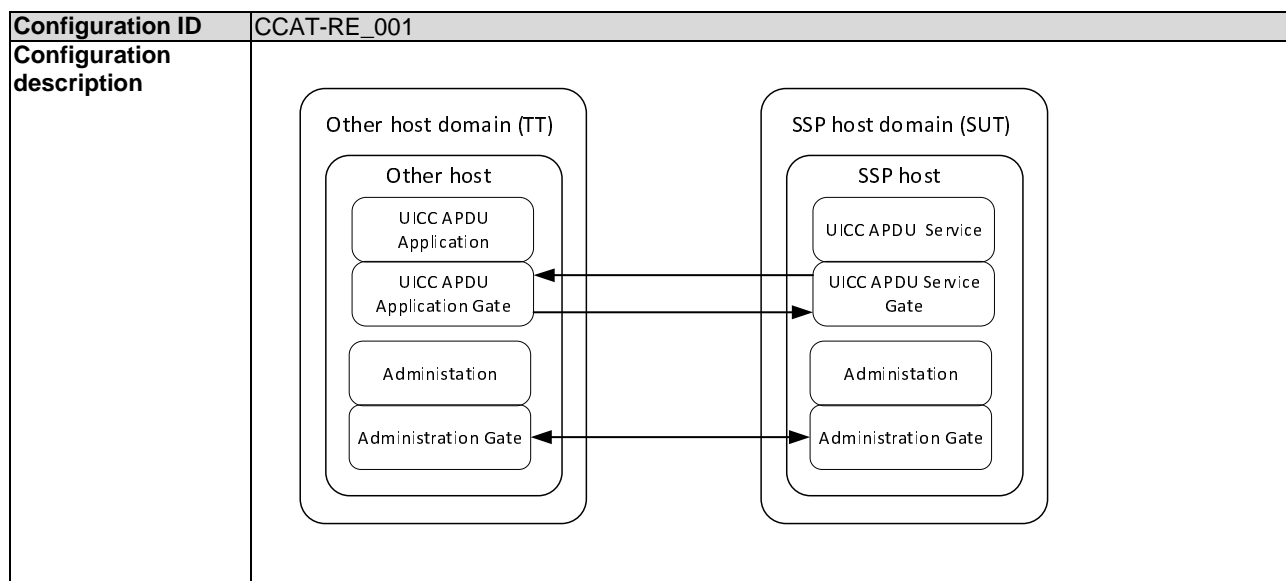 Configuration ID CCAT-RE_001
Configuration
description
Other host domain (TT)
Other host
UICC APDU
Application
UICC APDU
Application Gate
Administation
Administration Gate
SSP host domain (SUT)
SSP host
UICC APDU Service
UICC APDU Service
Gate
Administation
Administration Gate